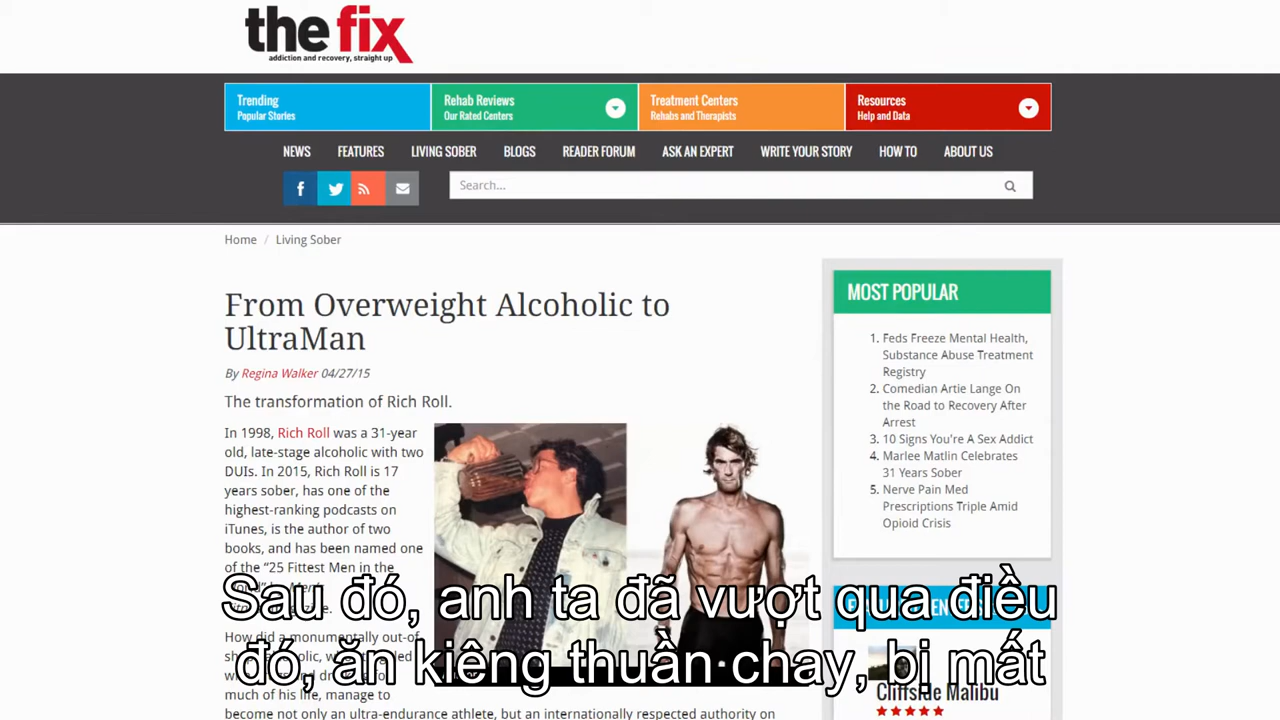 the fix
addiction and recovery, straight up
Trending
Popular Stories
Rehab Reviews
Our Rated Centers
Treatment Centers
Rehabs and Therapists
Resources
Help and Data
NEWS FEATURES LIVING SOBER BLOGS READER FORUM ASK AN EXPERT WRITE YOUR STORY HOW TO ABOUT US
Search...
Home / Living Sober
From Overweight Alcoholic to
UltraMan
By Regina Walker 04/27/15
The transformation of Rich Roll.
In 1998, Rich Roll was a 31-year
old, late-stage alcoholic with two
DUIs. In 2015, Rich Roll is 17
years sober, has one of the
highest-ranking podcasts on
iTunes, is the author of two
books, and has been named one
of the "25 Fittest Men in the
How did a monumentally out-of-
much of his life, manage to
become not only an ultra-endurance athlete, but an internationally respected authority on
MOST POPULAR
1. Feds Freeze Mental Health,
Substance Abuse Treatment
Registry
2. Comedian Artie Lange On
the Road to Recovery After
Arrest
3. 10 Signs You're A Sex Addict
4. Marlee Matlin Celebrates
31 Years Sober
5. Nerve Pain Med
Prescriptions Triple Amid
Opioid Crisis
Cliffside Malibu
Sau đó, anh ta đã vượt qua điều
đó, ăn kiêng thuần chay, bị mất